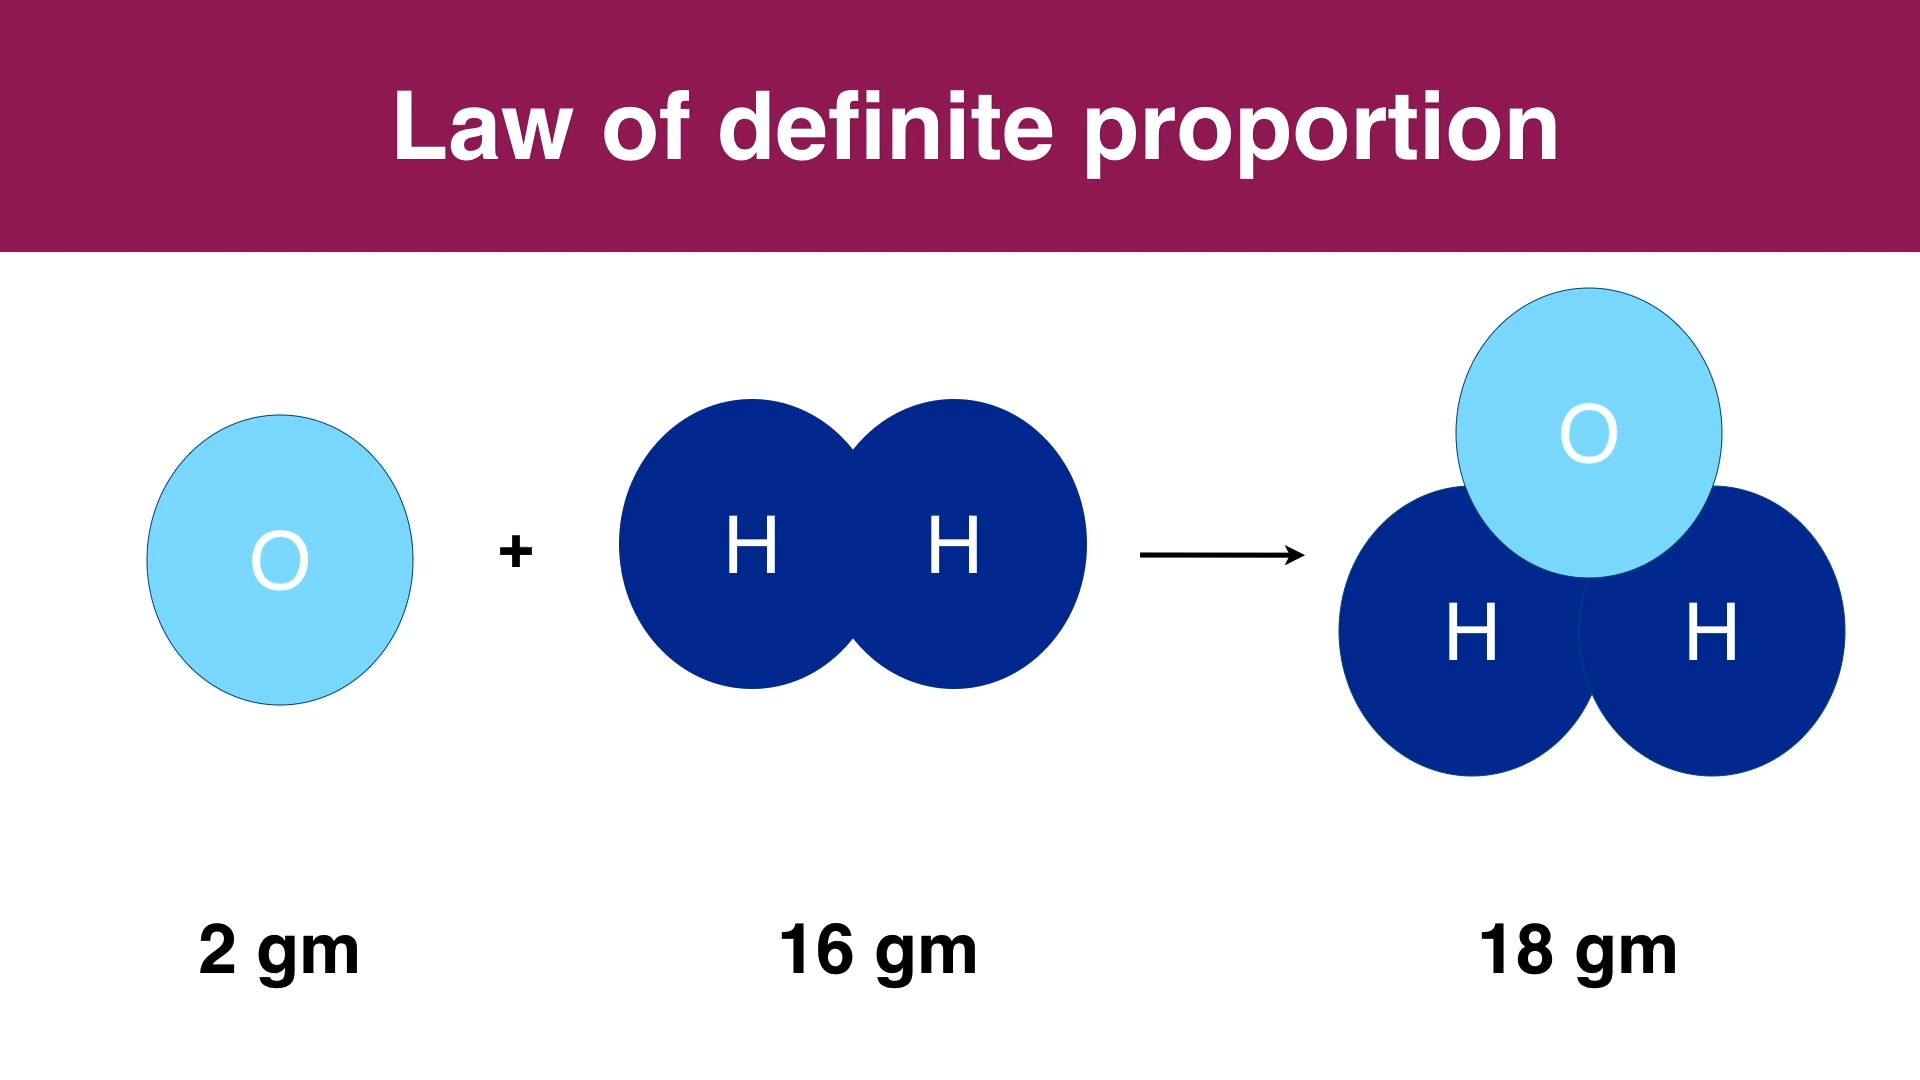 Law of definite proportion
O
+
H H
O
H H
2 gm 16 gm 18 gm